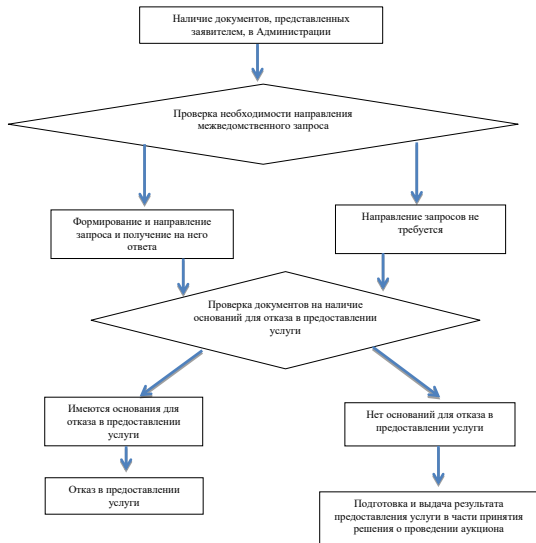 Наличие документов, представленных
заявителем, в Администрации
Проверка необходимости направления
межведомственного запроса
Формирование и направление
запроса и получение на него
ответа
Направление запросов не
требуется
Проверка документов на наличие
оснований для отказа в предоставлении
услуги
Имеются основания для
отказа в предоставлении
услуги
Нет оснований для отказа в
предоставлении услуги
Отказ в предоставлении
услуги
Подготовка и выдача результата
предоставления услуги в части принятия
решения о проведении аукциона